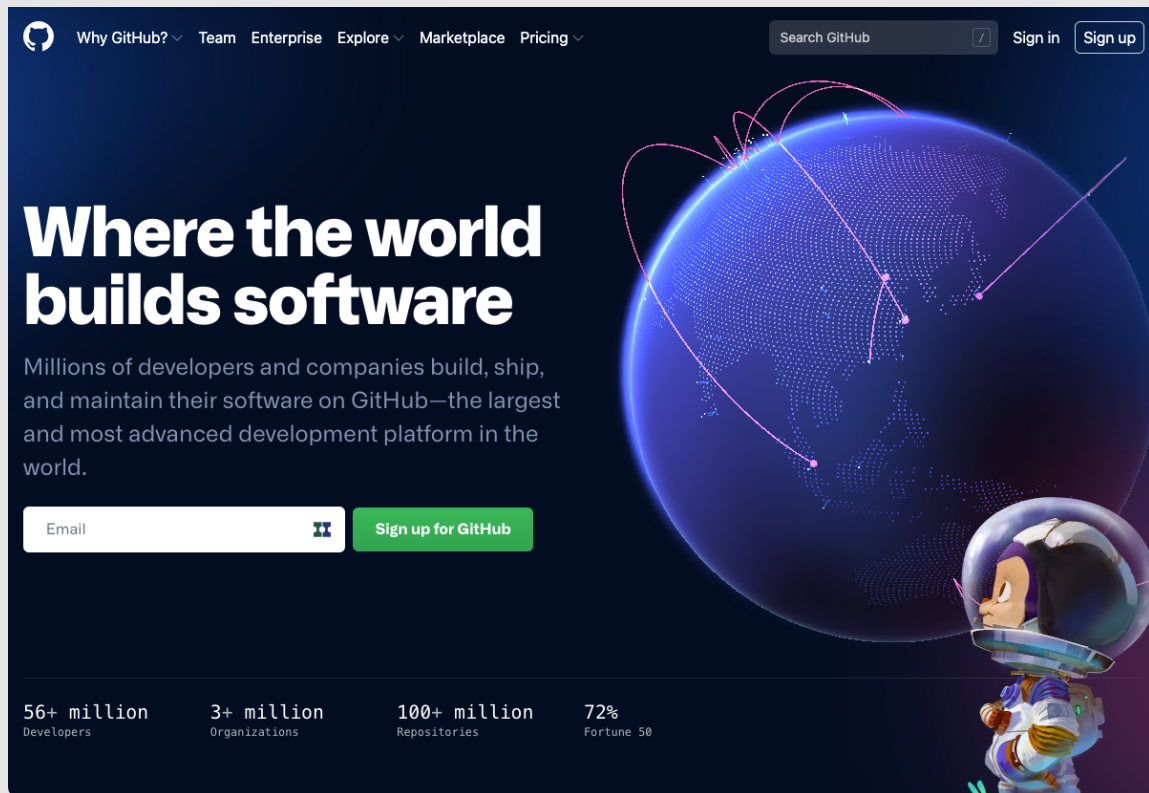 Why GitHub? Team Enterprise Explore Marketplace Pricing Search GitHub / Sign in Sign up
Where the world
builds software
Millions of developers and companies build, ship,
and maintain their software on GitHub—the largest
and most advanced development platform in the
world.
Email Sign up for GitHub
56+ million 3+ million 100+ million 72%
Developers Organizations Repositories Fortune 50